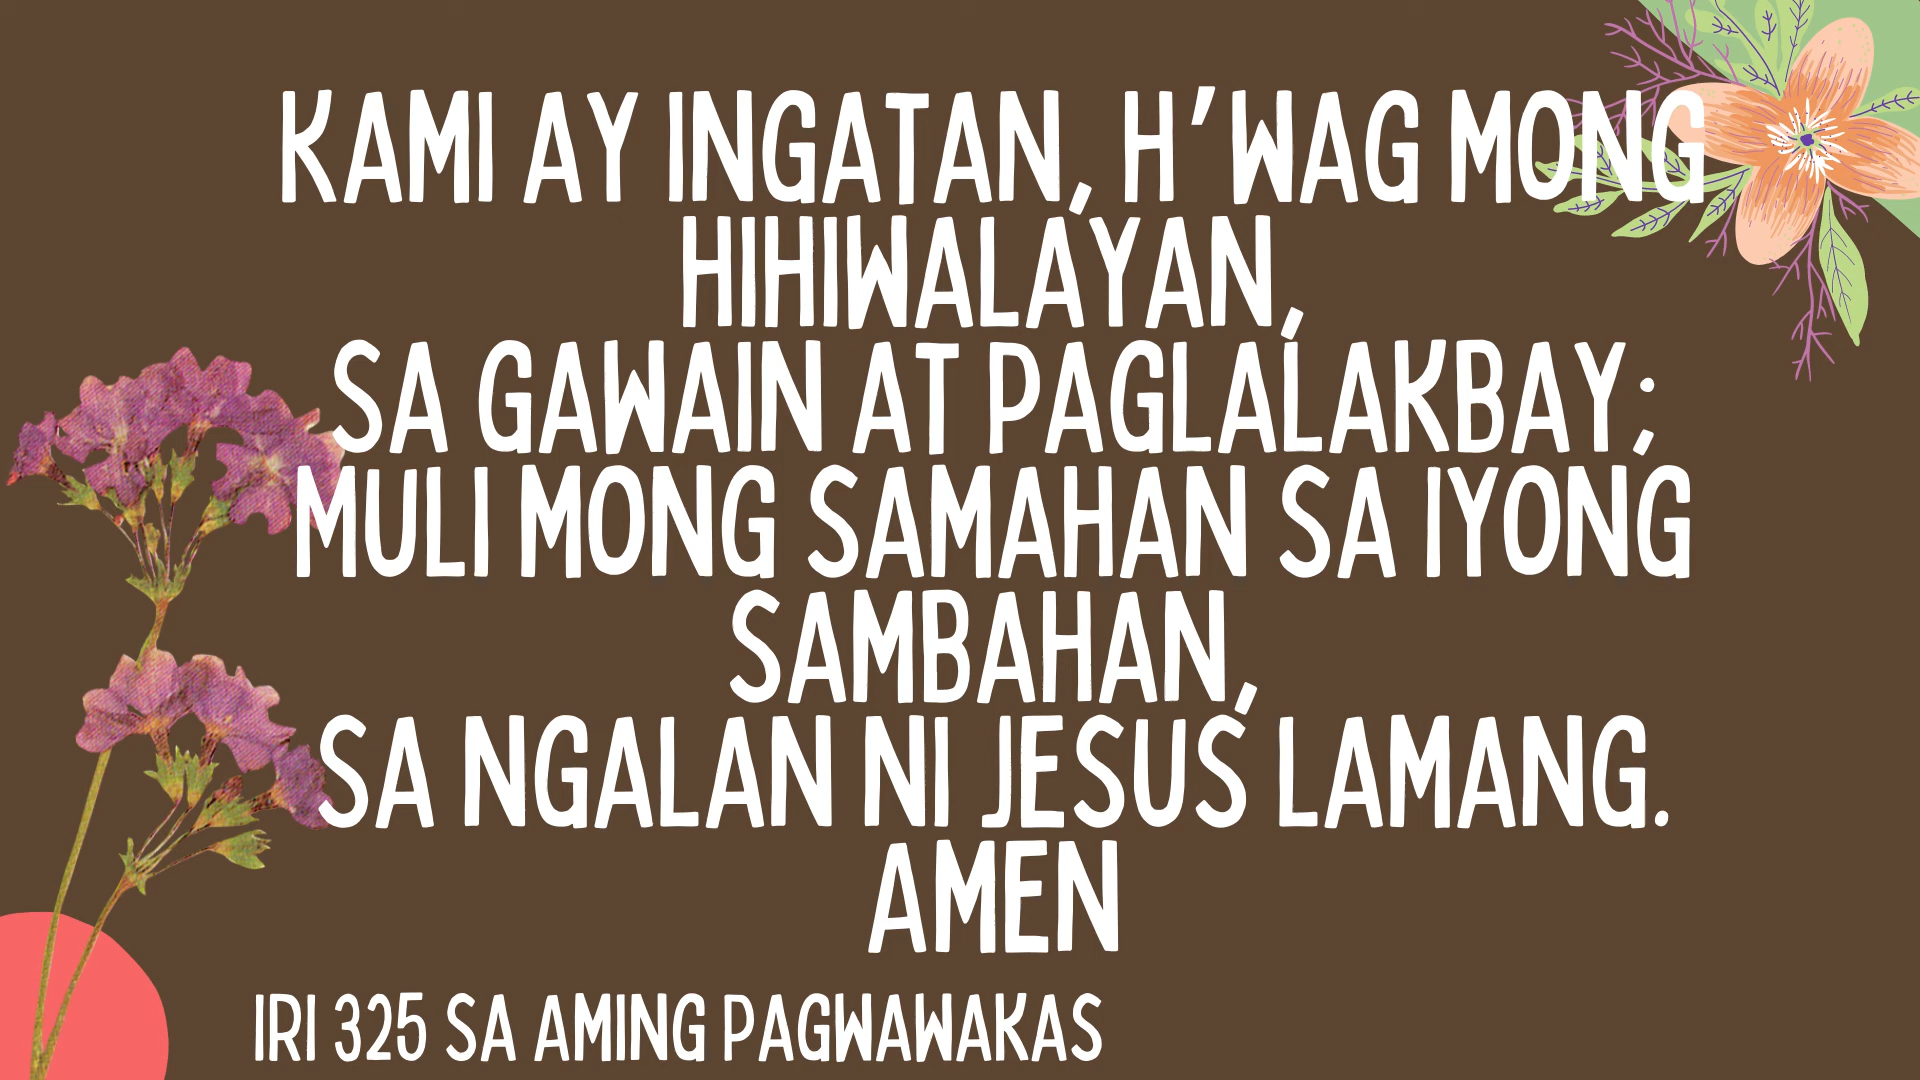 KAMI AY INGATAN, H'WAG MONG
HIHIWALAYAN,
SA GAWAIN AT PAGLALAKBAY;
MULI MONG SAMAHAN SA IYONG
SAMBAHAN,
SA NGALAN NI JESUS LAMANG.
AMEN
IRI 325 SA AMING PAGWAWAKAS